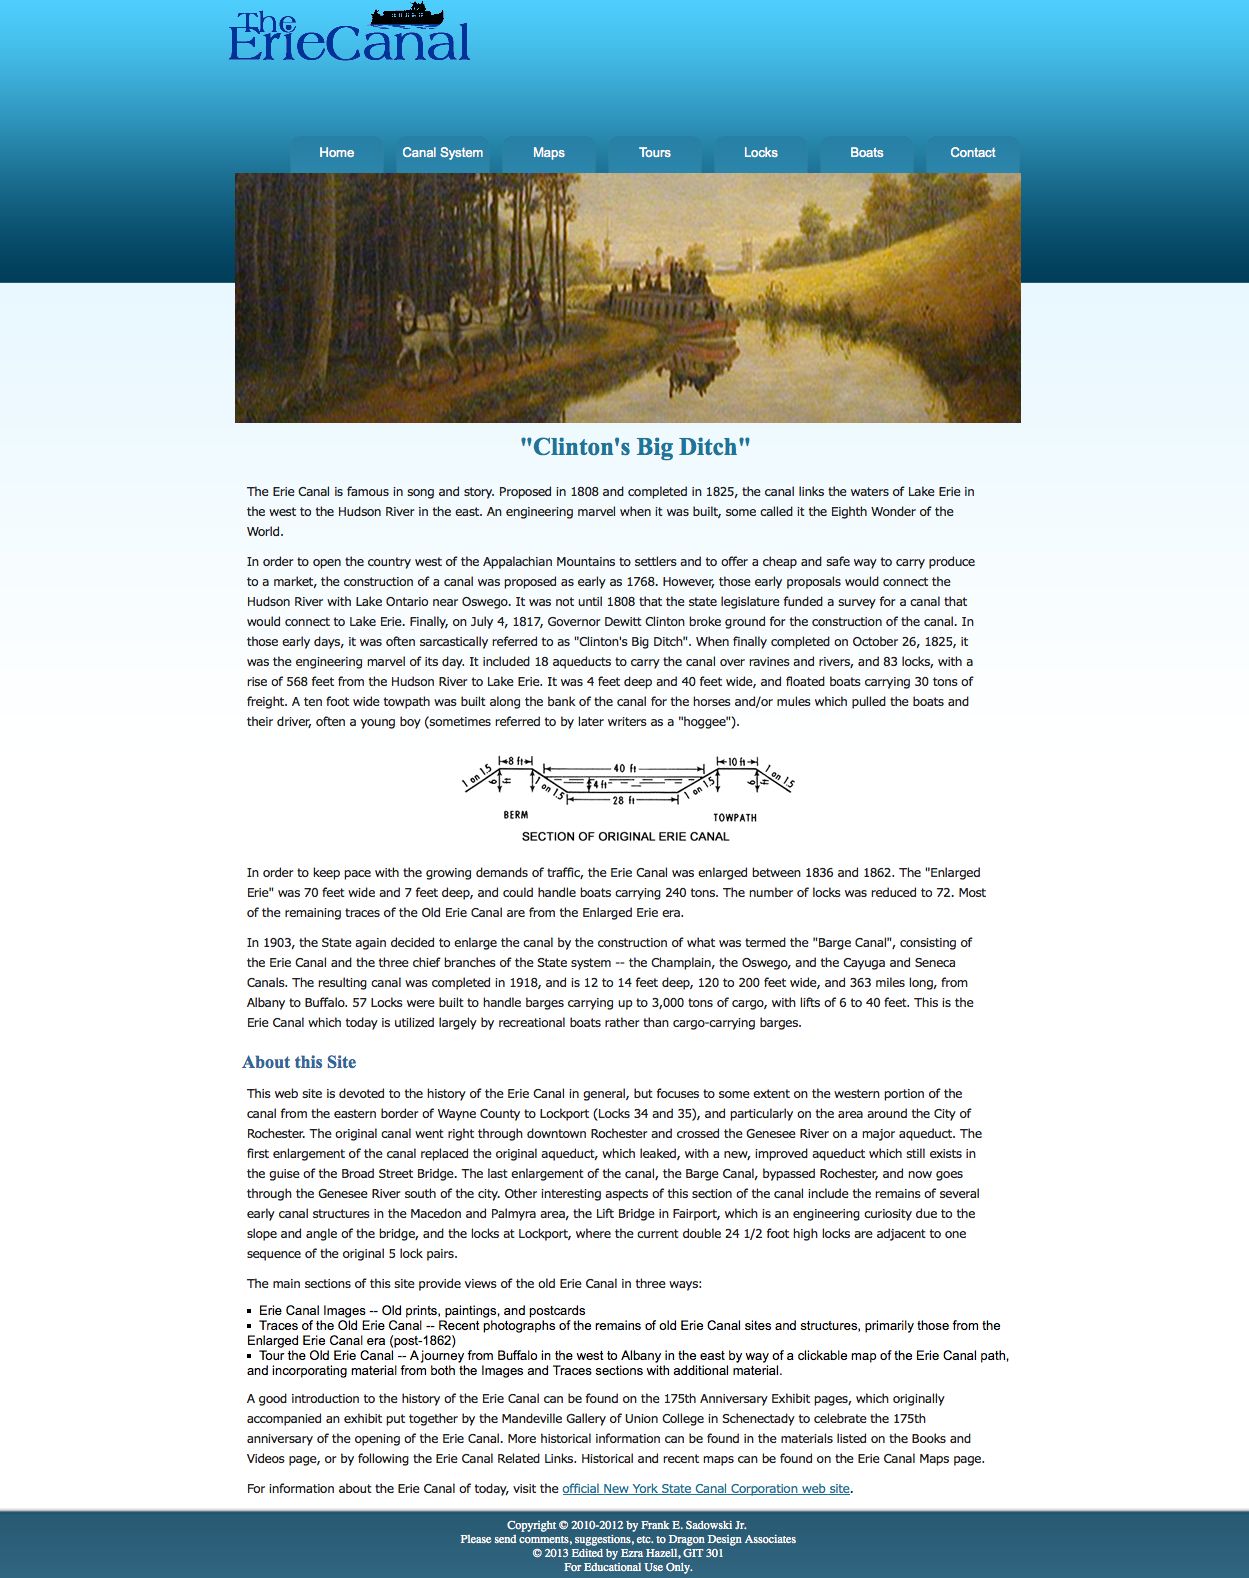 The
ErieCanal
Home Canal System Maps Tours Locks Boats Contact
"Clinton's Big Ditch"
The Erie Canal is famous in song and story. Proposed in 1808 and completed in 1825, the canal links the waters of Lake Erie in
the west to the Hudson River in the east. An engineering marvel when it was built, some called it the Eighth Wonder of the
World.
In order to open the country west of the Appalachian Mountains to settlers and to offer a cheap and safe way to carry produce
to a market, the construction of a canal was proposed as early as 1768. However, those early proposals would connect the
Hudson River with Lake Ontario near Oswego. It was not until 1808 that the state legislature funded a survey for a canal that
would connect to Lake Erie. Finally, on July 4, 1817, Governor Dewitt Clinton broke ground for the construction of the canal. In
those early days, it was often sarcastically referred to as "Clinton's Big Ditch". When finally completed on October 26, 1825, it
was the engineering marvel of its day. It included 18 aqueducts to carry the canal over ravines and rivers, and 83 locks, with a
rise of 568 feet from the Hudson River to Lake Erie. It was 4 feet deep and 40 feet wide, and floated boats carrying 30 tons of
freight. A ten foot wide towpath was built along the bank of the canal for the horses and/or mules which pulled the boats and
their driver, often a young boy (sometimes referred to by later writers as a "hoggee").
8 ft 40 ft 10 ft
1 on 1.5 6 ft 1 on 1.5 4 ft 1 on 1.5 6 ft 1 on 1.5
28 ft
BERM TOWPATH
SECTION OF ORIGINAL ERIE CANAL
In order to keep pace with the growing demands of traffic, the Erie Canal was enlarged between 1836 and 1862. The "Enlarged
Erie" was 70 feet wide and 7 feet deep, and could handle boats carrying 240 tons. The number of locks was reduced to 72. Most
of the remaining traces of the Old Erie Canal are from the Enlarged Erie era.
In 1903, the State again decided to enlarge the canal by the construction of what was termed the "Barge Canal", consisting of
the Erie Canal and the three chief branches of the State system -- the Champlain, the Oswego, and the Cayuga and Seneca
Canals. The resulting canal was completed in 1918, and is 12 to 14 feet deep, 120 to 200 feet wide, and 363 miles long, from
Albany to Buffalo. 57 Locks were built to handle barges carrying up to 3,000 tons of cargo, with lifts of 6 to 40 feet. This is the
Erie Canal which today is utilized largely by recreational boats rather than cargo-carrying barges.
About this Site
This web site is devoted to the history of the Erie Canal in general, but focuses to some extent on the western portion of the
canal from the eastern border of Wayne County to Lockport (Locks 34 and 35), and particularly on the area around the City of
Rochester. The original canal went right through downtown Rochester and crossed the Genesee River on a major aqueduct. The
first enlargement of the canal replaced the original aqueduct, which leaked, with a new, improved aqueduct which still exists in
the guise of the Broad Street Bridge. The last enlargement of the canal, the Barge Canal, bypassed Rochester, and now goes
through the Genesee River south of the city. Other interesting aspects of this section of the canal include the remains of several
early canal structures in the Macedon and Palmyra area, the Lift Bridge in Fairport, which is an engineering curiosity due to the
slope and angle of the bridge, and the locks at Lockport, where the current double 24 1/2 foot high locks are adjacent to one
sequence of the original 5 lock pairs.
The main sections of this site provide views of the old Erie Canal in three ways:
▪ Erie Canal Images -- Old prints, paintings, and postcards
▪ Traces of the Old Erie Canal -- Recent photographs of the remains of old Erie Canal sites and structures, primarily those from the
Enlarged Erie Canal era (post-1862)
▪ Tour the Old Erie Canal -- A journey from Buffalo in the west to Albany in the east by way of a clickable map of the Erie Canal path,
and incorporating material from both the Images and Traces sections with additional material.
A good introduction to the history of the Erie Canal can be found on the 175th Anniversary Exhibit pages, which originally
accompanied an exhibit put together by the Mandeville Gallery of Union College in Schenectady to celebrate the 175th
anniversary of the opening of the Erie Canal. More historical information can be found in the materials listed on the Books and
Videos page, or by following the Erie Canal Related Links. Historical and recent maps can be found on the Erie Canal Maps page.
For information about the Erie Canal of today, visit the official New York State Canal Corporation web site.
Copyright © 2010-2012 by Frank E. Sadowski Jr.
Please send comments, suggestions, etc. to Dragon Design Associates
© 2013 Edited by Ezra Hazell, GIT 301
For Educational Use Only.